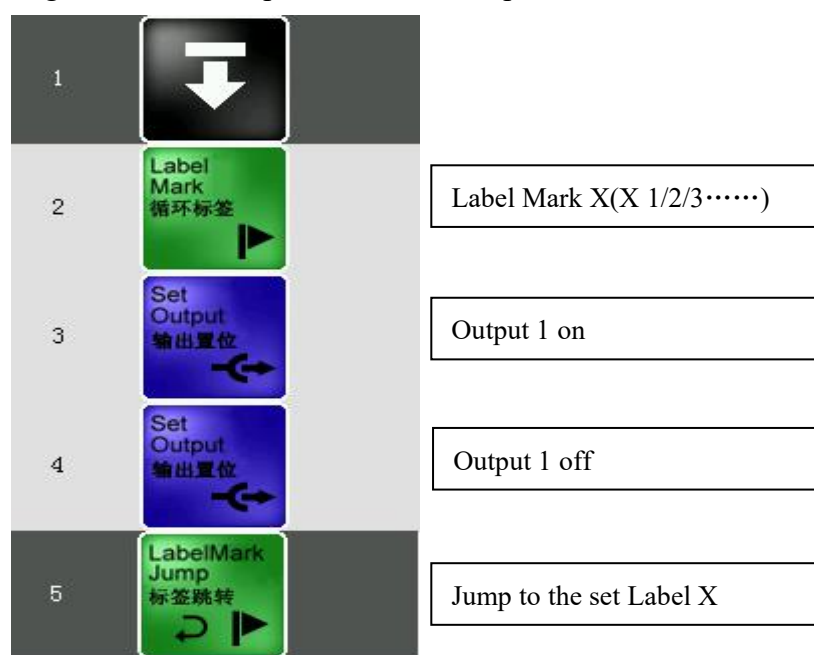 1
Label
Mark
循环标签
2
Label Mark X(X 1/2/3⋯⋯)
Set
Output
输出置位
3
Output 1 on
Set
Output
输出置位
4
Output 1 off
LabelMark
Jump
标签跳转
5
Jump to the set Label X